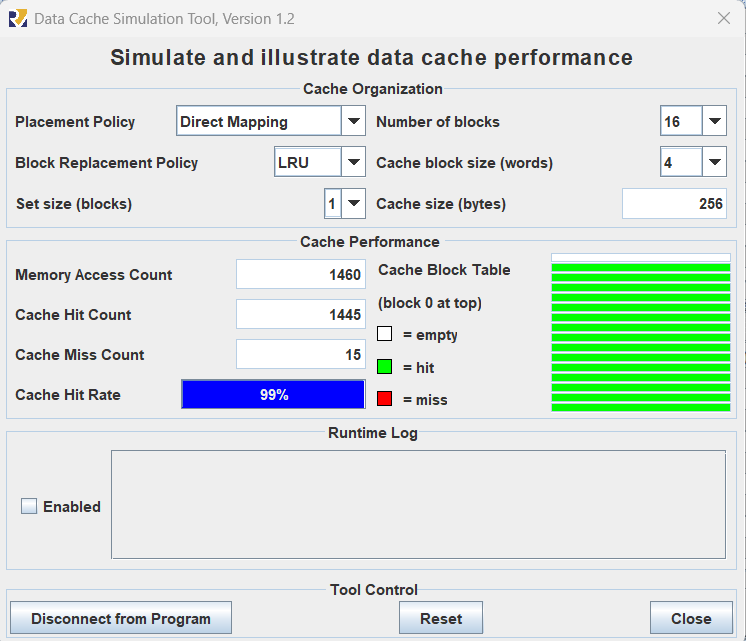 Data Cache Simulation Tool, Version 1.2
Simulate and illustrate data cache performance
Cache Organization
Placement Policy Direct Mapping Number of blocks 16
Block Replacement Policy LRU Cache block size (words) 4
Set size (blocks) 1 Cache size (bytes) 256
Cache Performance
Memory Access Count 1460 Cache Block Table
Cache Hit Count 1445 (block 0 at top)
= empty
Cache Miss Count 15
= hit
Cache Hit Rate 99%
= miss
Runtime Log
Enabled
Tool Control
Disconnect from Program Reset Close